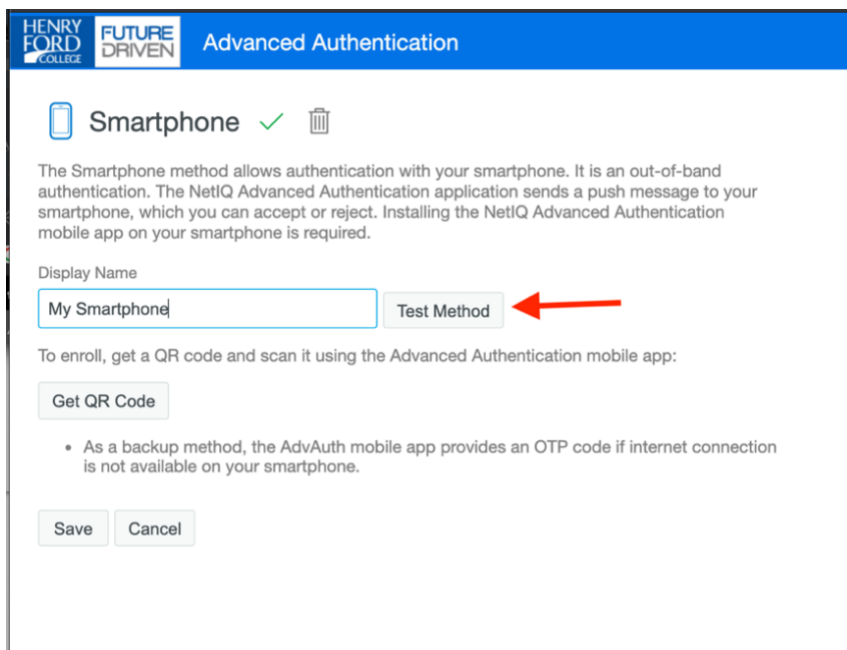 HENRY
FORD
COLLEGE
FUTURE
DRIVEN
Advanced Authentication
Smartphone
The Smartphone method allows authentication with your smartphone. It is an out-of-band
authentication. The NetIQ Advanced Authentication application sends a push message to your
smartphone, which you can accept or reject. Installing the NetIQ Advanced Authentication
mobile app on your smartphone is required.
Display Name
My Smartphone
Test Method
To enroll, get a QR code and scan it using the Advanced Authentication mobile app:
Get QR Code
• As a backup method, the AdvAuth mobile app provides an OTP code if internet connection
is not available on your smartphone.
Save
Cancel